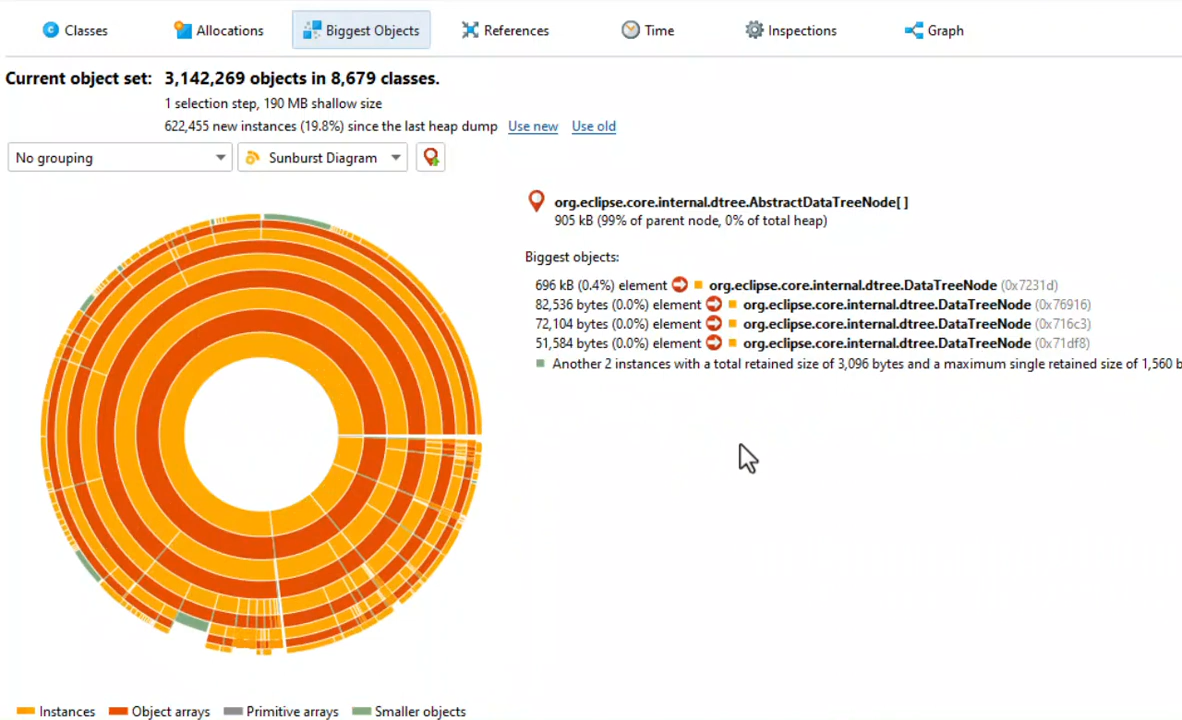 Classes Allocations Biggest Objects References Time Inspections Graph
Current object set: 3,142,269 objects in 8,679 classes.
1 selection step, 190 MB shallow size
622,455 new instances (19.8%) since the last heap dump Use new Use old
No grouping Sunburst Diagram
org.eclipse.core.internal.dtree.AbstractDataTreeNode[ ]
905 kB (99% of parent node, 0% of total heap)
Biggest objects:
696 kB (0.4%) element org.eclipse.core.internal.dtree.DataTreeNode (0x7231d)
82,536 bytes (0.0%) element org.eclipse.core.internal.dtree.DataTreeNode (0x76916)
72,104 bytes (0.0%) element org.eclipse.core.internal.dtree.DataTreeNode (0x716c3)
51,584 bytes (0.0%) element org.eclipse.core.internal.dtree.DataTreeNode (0x71df8)
Another 2 instances with a total retained size of 3,096 bytes and a maximum single retained size of 1,560 b
Instances Object arrays Primitive arrays Smaller objects